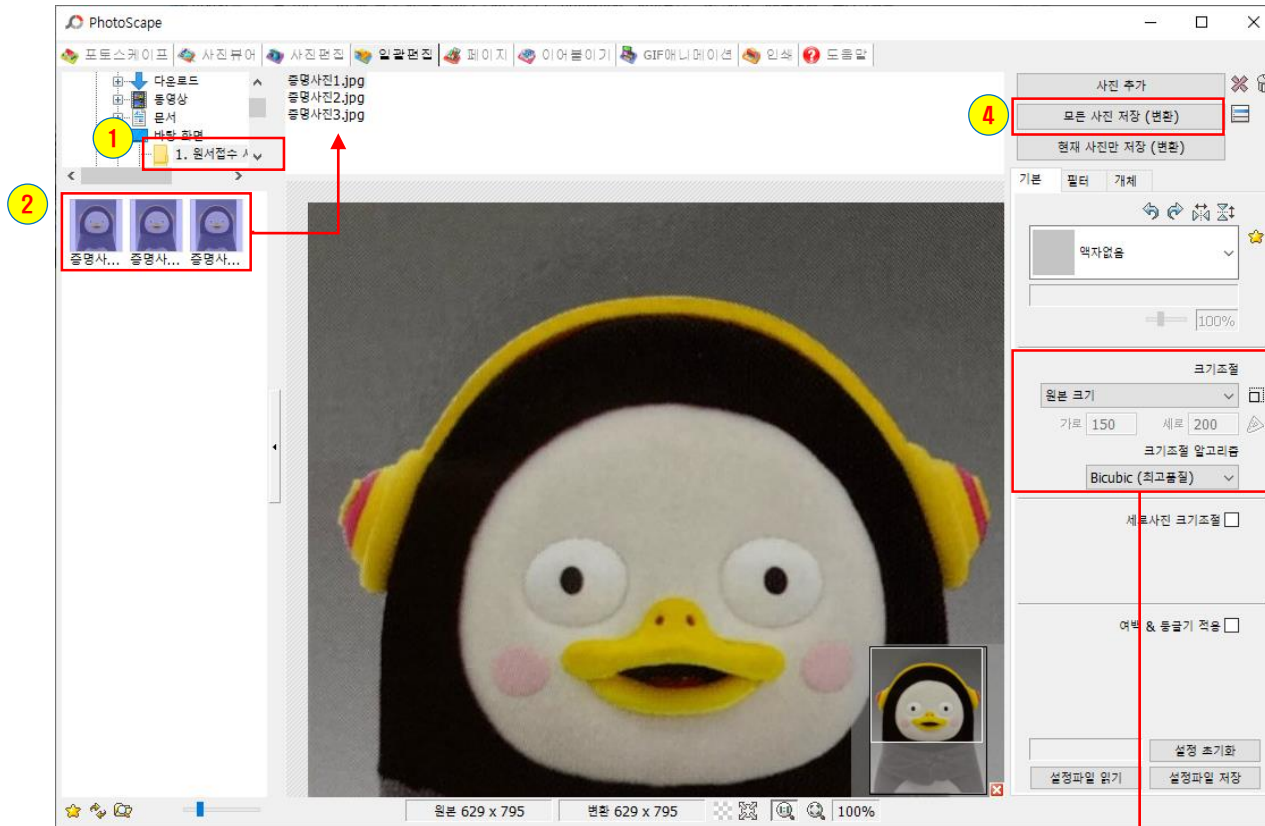 PhotoScape
포토스케이프 사진뷰어 사진편집 일괄편집 페이지 이어붙이기 GIF애니메이션 인쇄 도움말
다운로드
동영상
문서
바탕 화면
1
1. 원서접수
증명사진1.jpg
증명사진2.jpg
증명사진3.jpg
2
증명사... 증명사... 증명사...
사진 추가
4
모든 사진 저장 (변환)
현재 사진만 저장 (변환)
기본 필터 개체
액자없음
100%
크기조절
원본 크기
가로 150 세로 200
크기조절 알고리즘
Bicubic (최고품질)
세로사진 크기조절
여백 & 둥글기 적용
설정 초기화
설정파일 읽기 설정파일 저장
원본 629 x 795 변환 629 x 795 1:1 100%